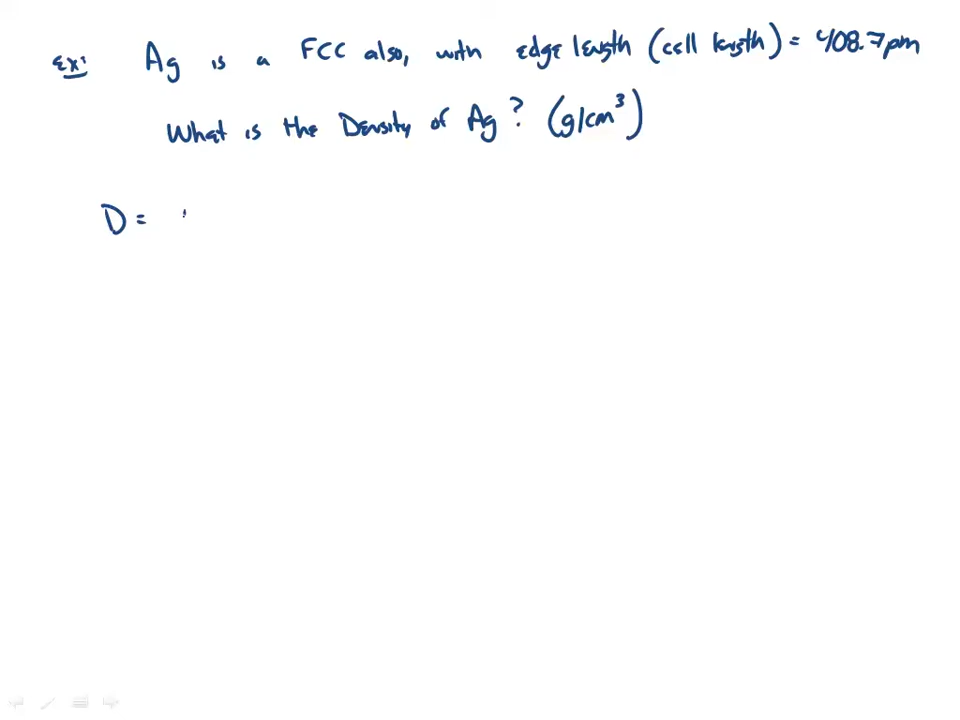 Ex: Ag is a FCC also, with edge length (cell length) = 408.7pm
What is the Density of Ag? (g/cm³)
D =